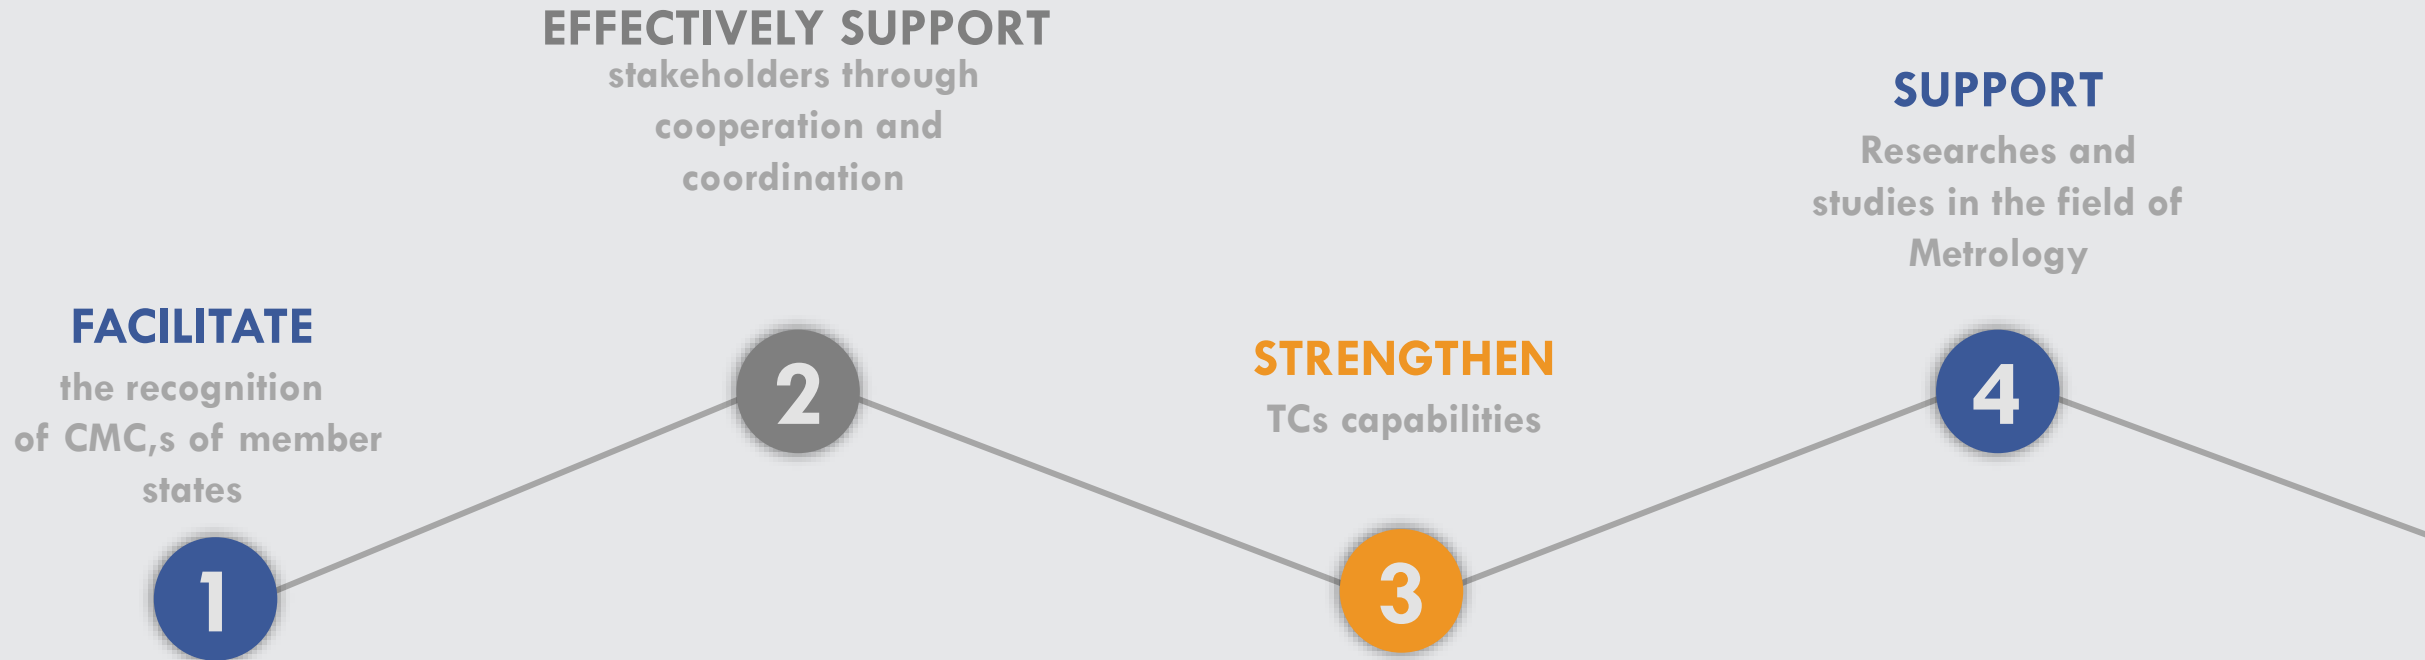 FACILITATE
the recognition
of CMC,s of member
states
1
EFFECTIVELY SUPPORT
stakeholders through
cooperation and
coordination
2
STRENGTHEN
TCs capabilities
3
SUPPORT
Researches and
studies in the field of
Metrology
4